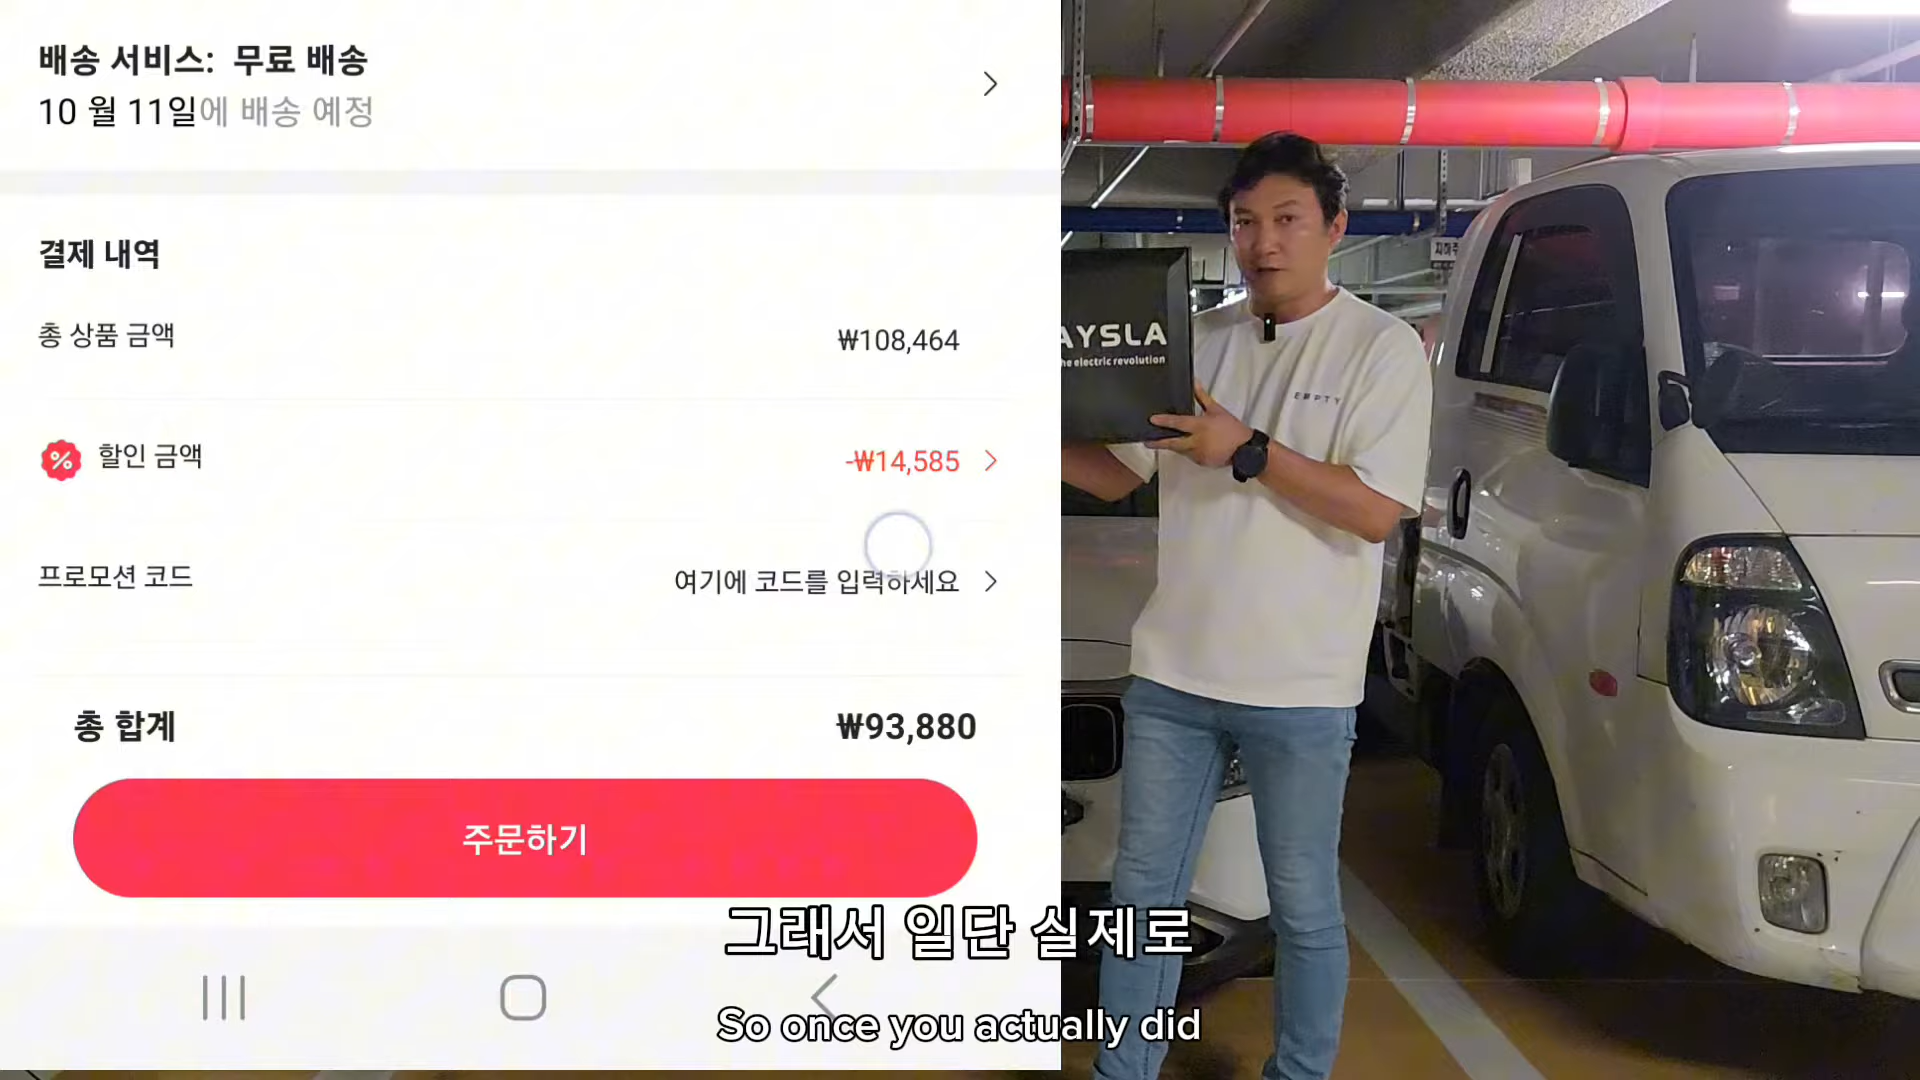 배송 서비스: 무료 배송
10 월 11일에 배송 예정
결제 내역
총 상품 금액
₩108,464
할인 금액
-₩14,585
프로모션 코드
여기에 코드를 입력하세요
총 합계
₩93,880
주문하기
AYSLA
he electric revolution
EMPTY
그래서 일단 실제로
So once you actually did